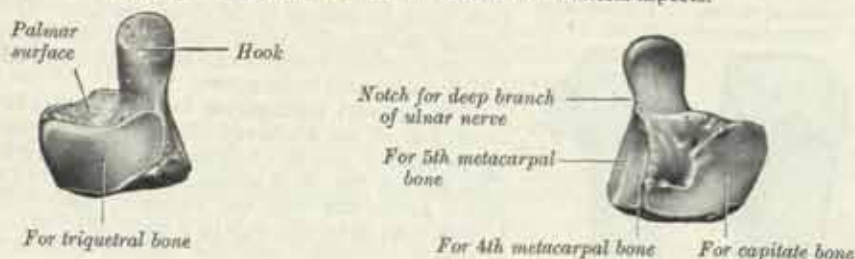 Palmar
surface
Hook
For triquetral bone
Notch for deep branch
of ulnar nerve
For 5th metacarpal
bone
For 4th metacarpal bone
For capitate bone